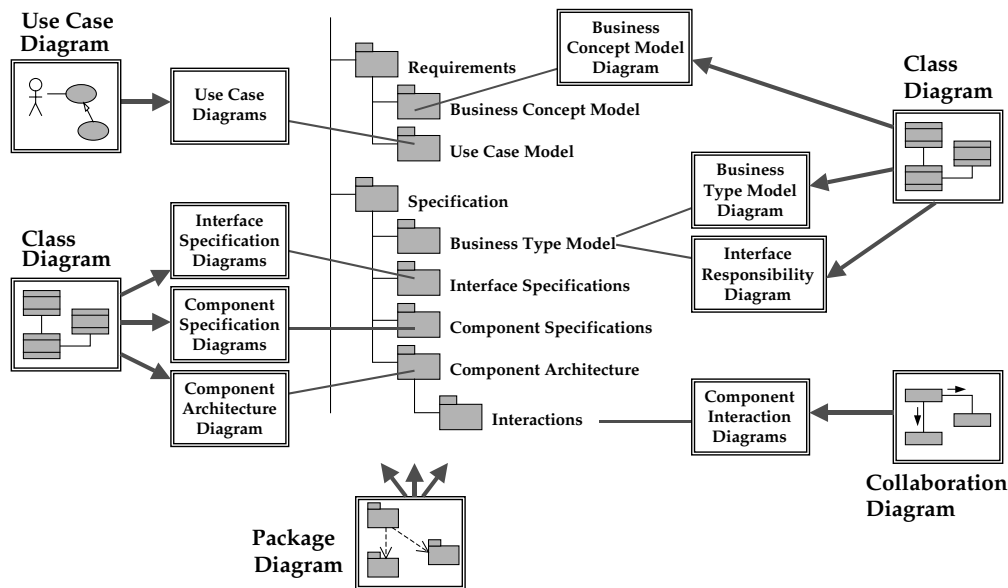 Use Case
Diagram
Use Case
Diagrams
Requirements
Business Concept Model
Use Case Model
Business
Concept Model
Diagram
Class
Diagram
Specification
Business Type Model
Interface Specifications
Component Specifications
Component Architecture
Interactions
Business
Type Model
Diagram
Interface
Responsibility
Diagram
Class
Diagram
Interface
Specification
Diagrams
Component
Specification
Diagrams
Component
Architecture
Diagram
Component
Interaction
Diagrams
Collaboration
Diagram
Package
Diagram